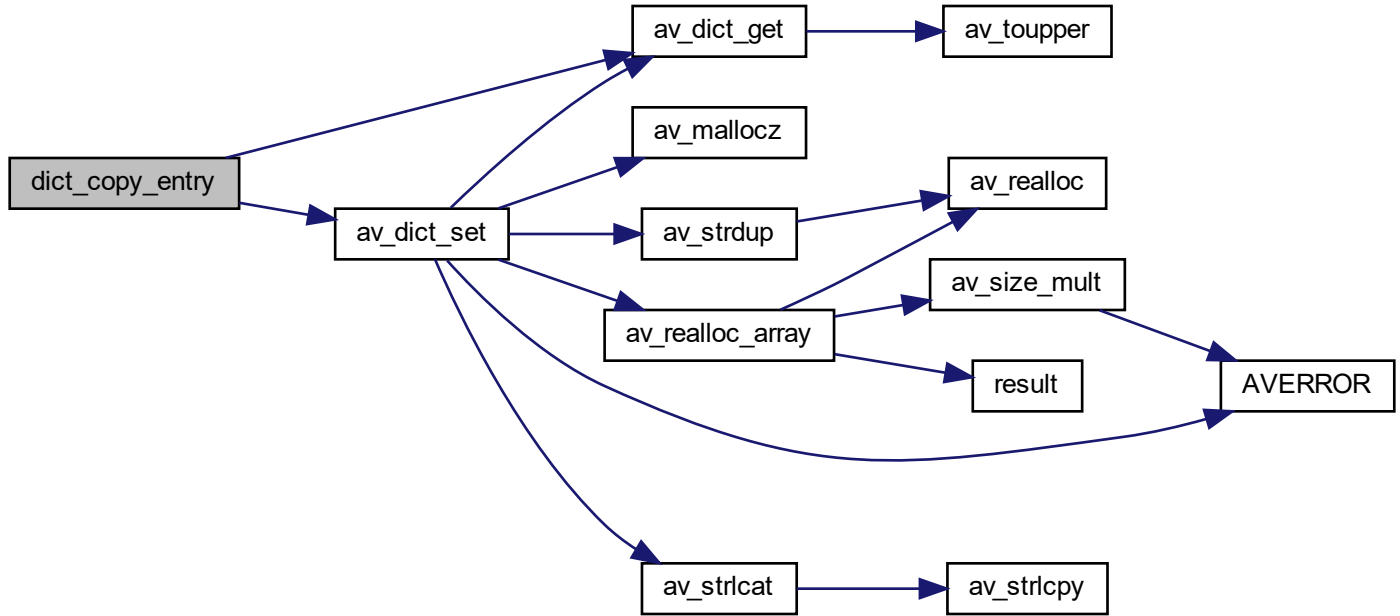 av_dict_get
av_toupper
av_mallocz
dict_copy_entry
av_realloc
av_dict_set
av_strdup
av_size_mult
av_realloc_array
result
AVERROR
av_strlcat
av_strlcpy